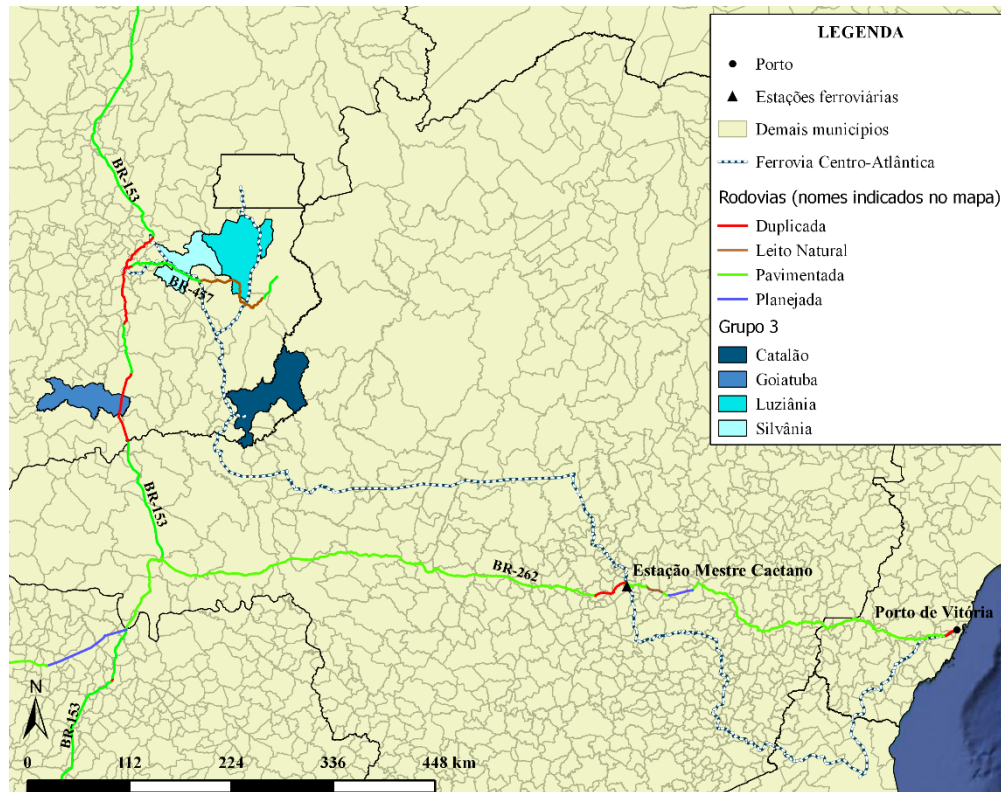 LEGENDA
Porto
Estações ferroviárias
Demais municípios
Ferrovia Centro-Atlântica
Rodovias (nomes indicados no mapa)
Duplicada
Leito Natural
Pavimentada
Planejada
Grupo 3
Catalão
Goiatuba
Luziânia
Silvânia
BR-153
BR-457
BR-153
BR-262
Estação Mestre Caetano
Porto de Vitória
BR-153
N
0 112 224 336 448 km